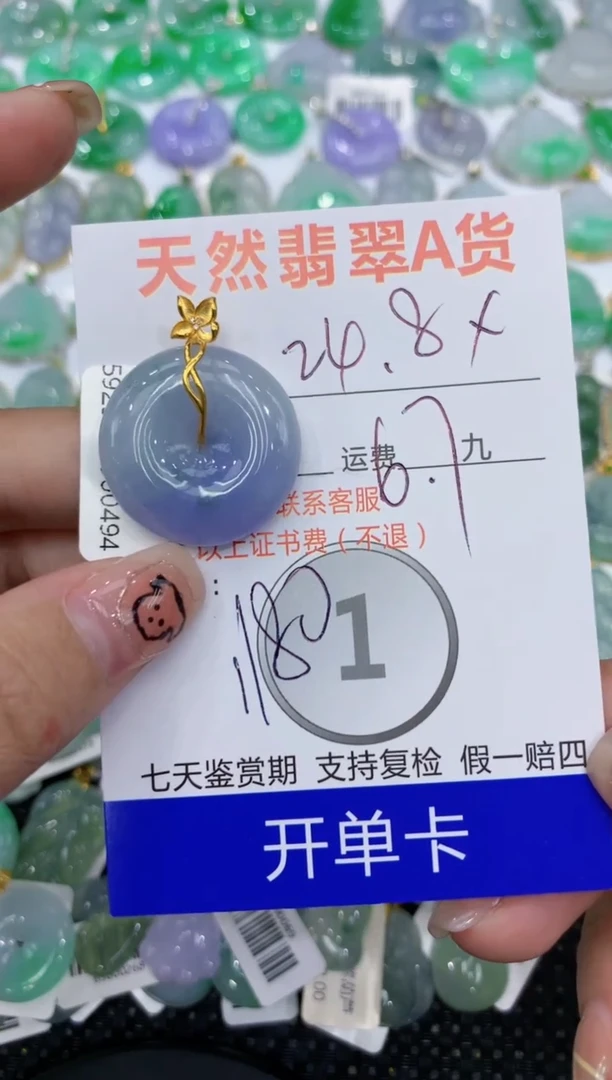 天然翡翠A货
24.8×
运费 九
6.7
联系客服
以上证书费（不退）
:
1180
1
七天鉴赏期 支持复检 假一赔四
开单卡